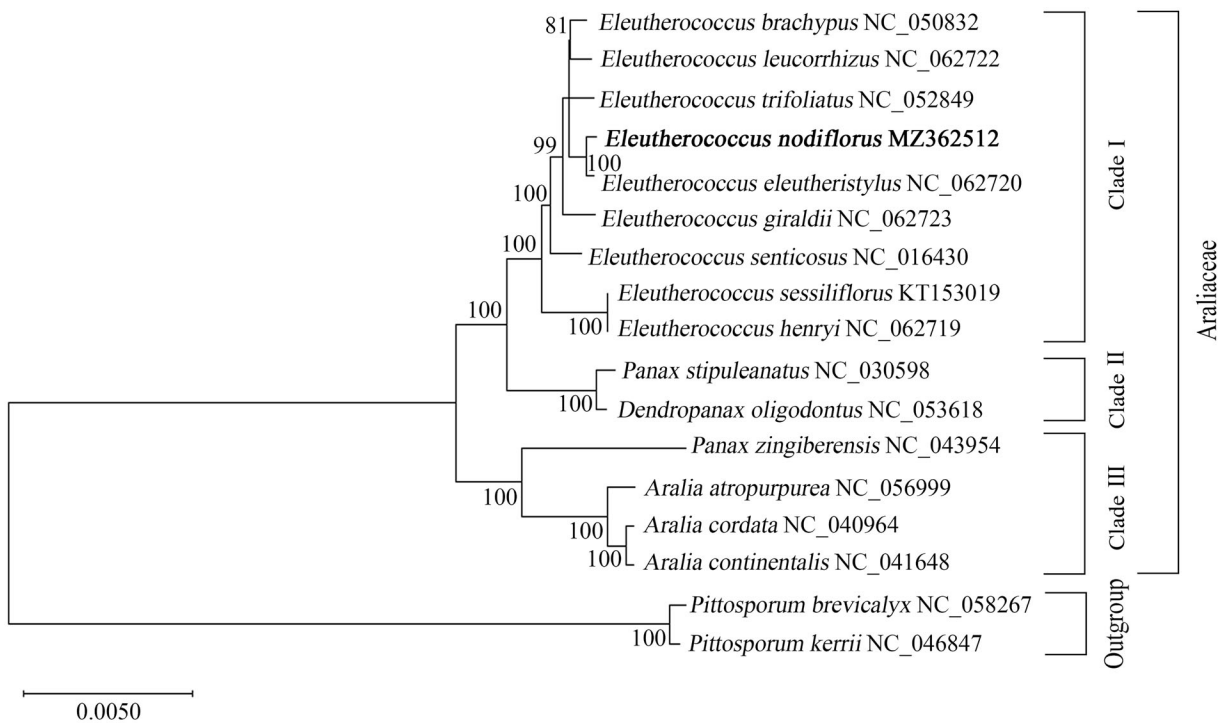 81
Eleutherococcus brachypus NC_050832
Eleutherococcus leucorrhizus NC_062722
Eleutherococcus trifoliatus NC_052849
99
Eleutherococcus nodiflorus MZ362512
100
Eleutherococcus eleutheristylus NC_062720
100
Eleutherococcus giraldii NC_062723
100
Eleutherococcus senticosus NC_016430
Eleutherococcus sessiliflorus KT153019
100
Eleutherococcus henryi NC_062719
100
Panax stipuleanatus NC_030598
100
Dendropanax oligodontus NC_053618
Panax zingiberensis NC_043954
100
Aralia atropurpurea NC_056999
100
Aralia cordata NC_040964
100
Aralia continentalis NC_041648
Pittosporum brevicalyx NC_058267
100
Pittosporum kerrii NC_046847
Clade I
Clade II
Clade III
Outgroup
Araliaceae
0.0050